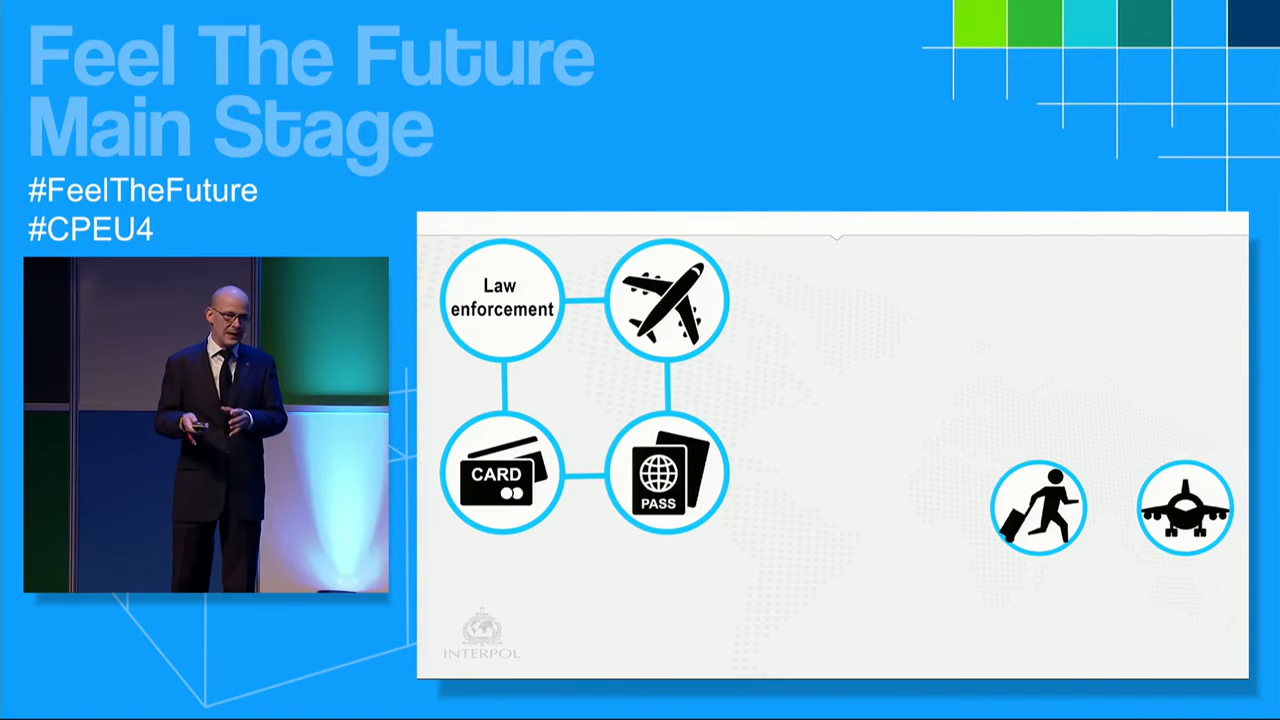 Feel The Future
Main Stage
#FeelTheFuture
#CPEU4
Law
enforcement
CARD
PASS
INTERPOL